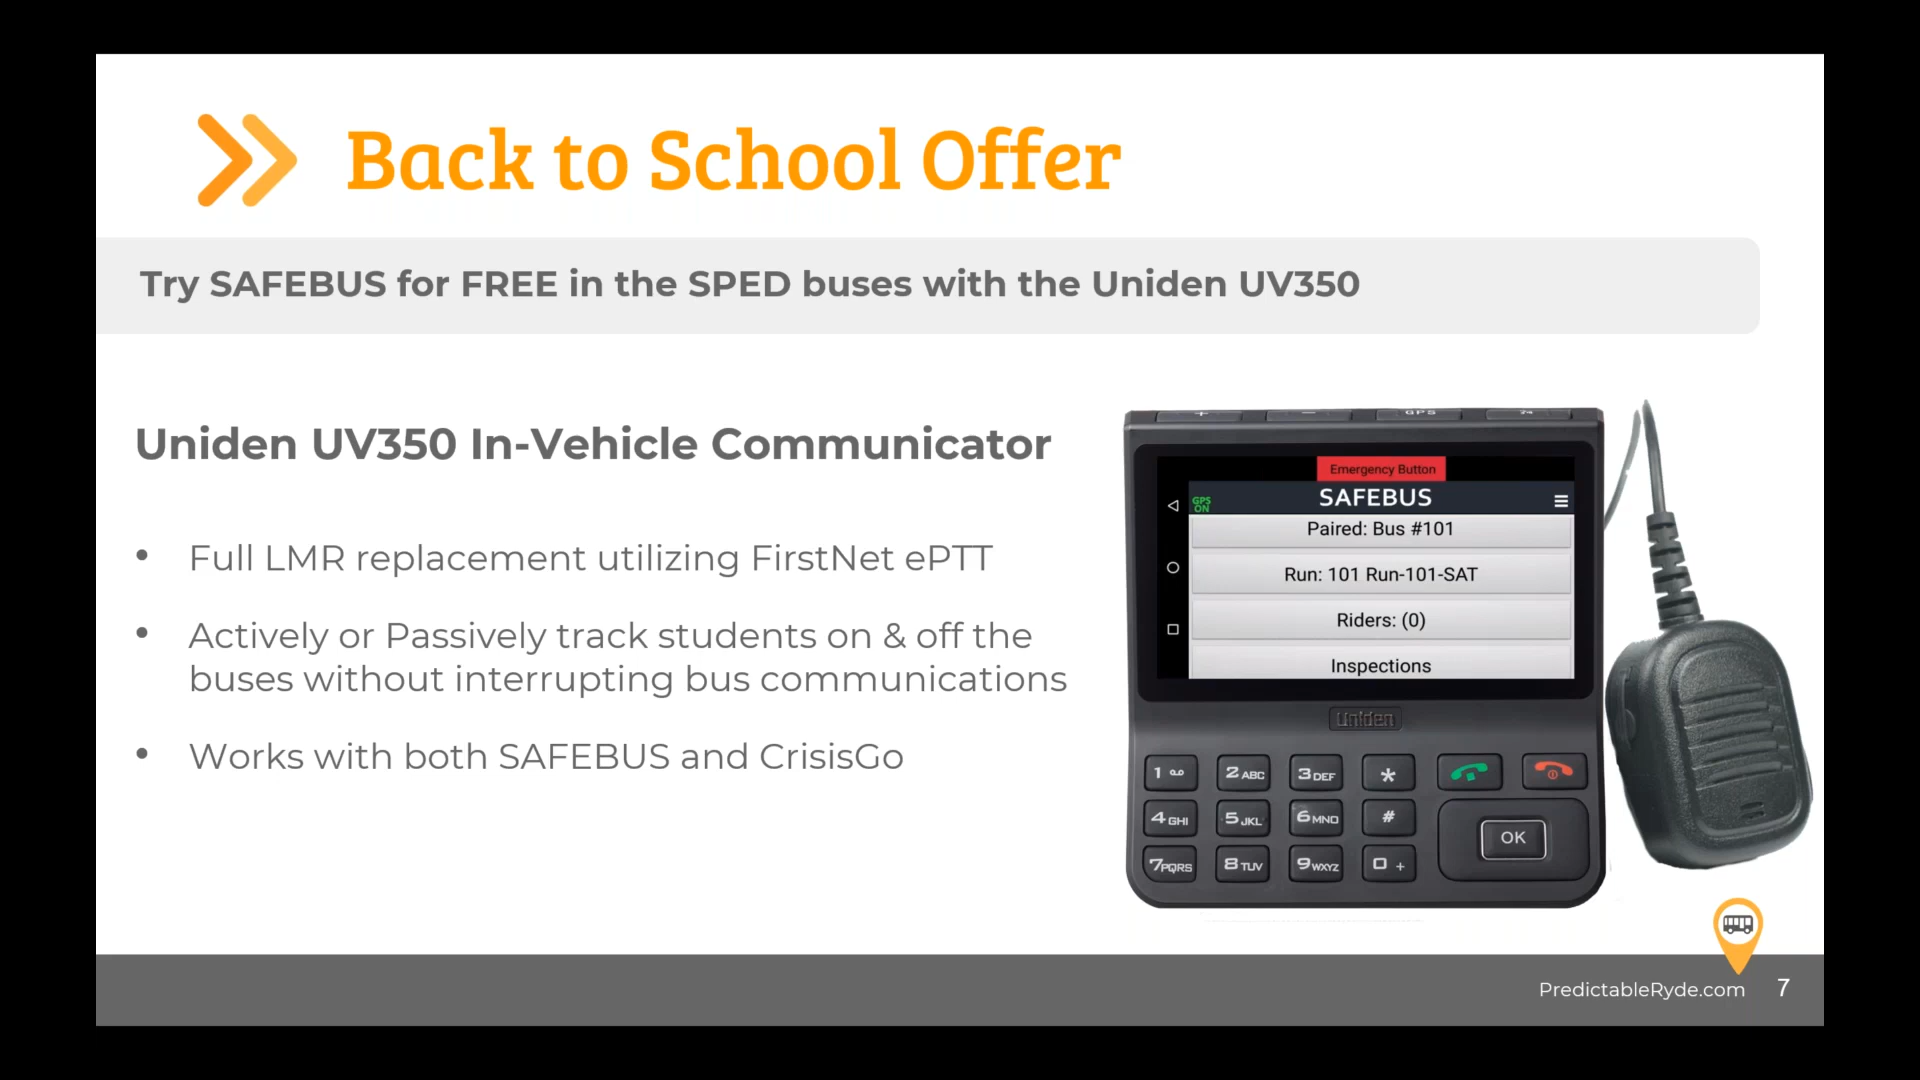 Back to School Offer
Try SAFEBUS for FREE in the SPED buses with the Uniden UV350
Uniden UV350 In-Vehicle Communicator
• Full LMR replacement utilizing FirstNet ePTT
• Actively or Passively track students on & off the
buses without interrupting bus communications
• Works with both SAFEBUS and CrisisGo
+ − GPS
Emergency Button
GPS
ON
SAFEBUS
Paired: Bus #101
Run: 101 Run-101-SAT
Riders: (0)
Inspections
Uniden
1 2 ABC 3 DEF *
4 GHI 5 JKL 6 MNO #
OK
7 PQRS 8 TUV 9 WXYZ 0 +
PredictableRyde.com 7